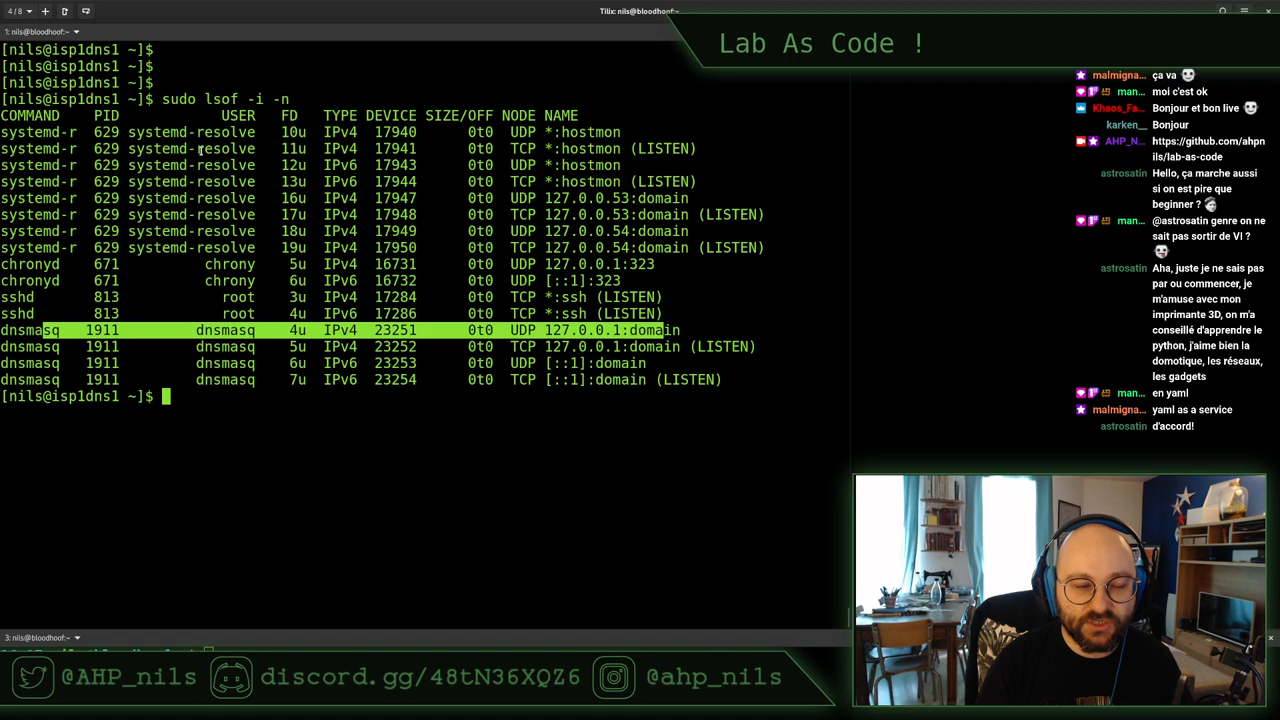 4 / 8
Tilix: nils@bloodhoof:~
1: nils@bloodhoof:~
Lab As Code !
[nils@isp1dns1 ~]$
[nils@isp1dns1 ~]$
[nils@isp1dns1 ~]$
[nils@isp1dns1 ~]$ sudo lsof -i -n
COMMAND PID USER FD TYPE DEVICE SIZE/OFF NODE NAME
systemd-r 629 systemd-resolve 10u IPv4 17940 0t0 UDP *:hostmon
systemd-r 629 systemd-resolve 11u IPv4 17941 0t0 TCP *:hostmon (LISTEN)
systemd-r 629 systemd-resolve 12u IPv6 17943 0t0 UDP *:hostmon
systemd-r 629 systemd-resolve 13u IPv6 17944 0t0 TCP *:hostmon (LISTEN)
systemd-r 629 systemd-resolve 16u IPv4 17947 0t0 UDP 127.0.0.53:domain
systemd-r 629 systemd-resolve 17u IPv4 17948 0t0 TCP 127.0.0.53:domain (LISTEN)
systemd-r 629 systemd-resolve 18u IPv4 17949 0t0 UDP 127.0.0.54:domain
systemd-r 629 systemd-resolve 19u IPv4 17950 0t0 TCP 127.0.0.54:domain (LISTEN)
chronyd 671 chrony 5u IPv4 16731 0t0 UDP 127.0.0.1:323
chronyd 671 chrony 6u IPv6 16732 0t0 UDP [::1]:323
sshd 813 root 3u IPv4 17284 0t0 TCP *:ssh (LISTEN)
sshd 813 root 4u IPv6 17286 0t0 TCP *:ssh (LISTEN)
dnsmasq 1911 dnsmasq 4u IPv4 23251 0t0 UDP 127.0.0.1:domain
dnsmasq 1911 dnsmasq 5u IPv4 23252 0t0 TCP 127.0.0.1:domain (LISTEN)
dnsmasq 1911 dnsmasq 6u IPv6 23253 0t0 UDP [::1]:domain
dnsmasq 1911 dnsmasq 7u IPv6 23254 0t0 TCP [::1]:domain (LISTEN)
[nils@isp1dns1 ~]$
malmigna... ça va
man... moi c'est ok
Khaos_Fa... Bonjour et bon live
karken__ Bonjour
AHP_N... https://github.com/ahpn
ils/lab-as-code
astrosatin Hello, ça marche aussi
si on est pire que
beginner ?
man... @astrosatin genre on ne
sait pas sortir de VI ?
astrosatin Aha, juste je ne sais pas
par ou commencer, je
m'amuse avec mon
imprimante 3D, on m'a
conseillé d'apprendre le
python, j'aime bien la
domotique, les réseaux,
les gadgets
man... en yaml
malmigna... yaml as a service
astrosatin d'accord!
3: nils@bloodhoof:~
@AHP_nils discord.gg/48tN36XQZ6 @ahp_nils